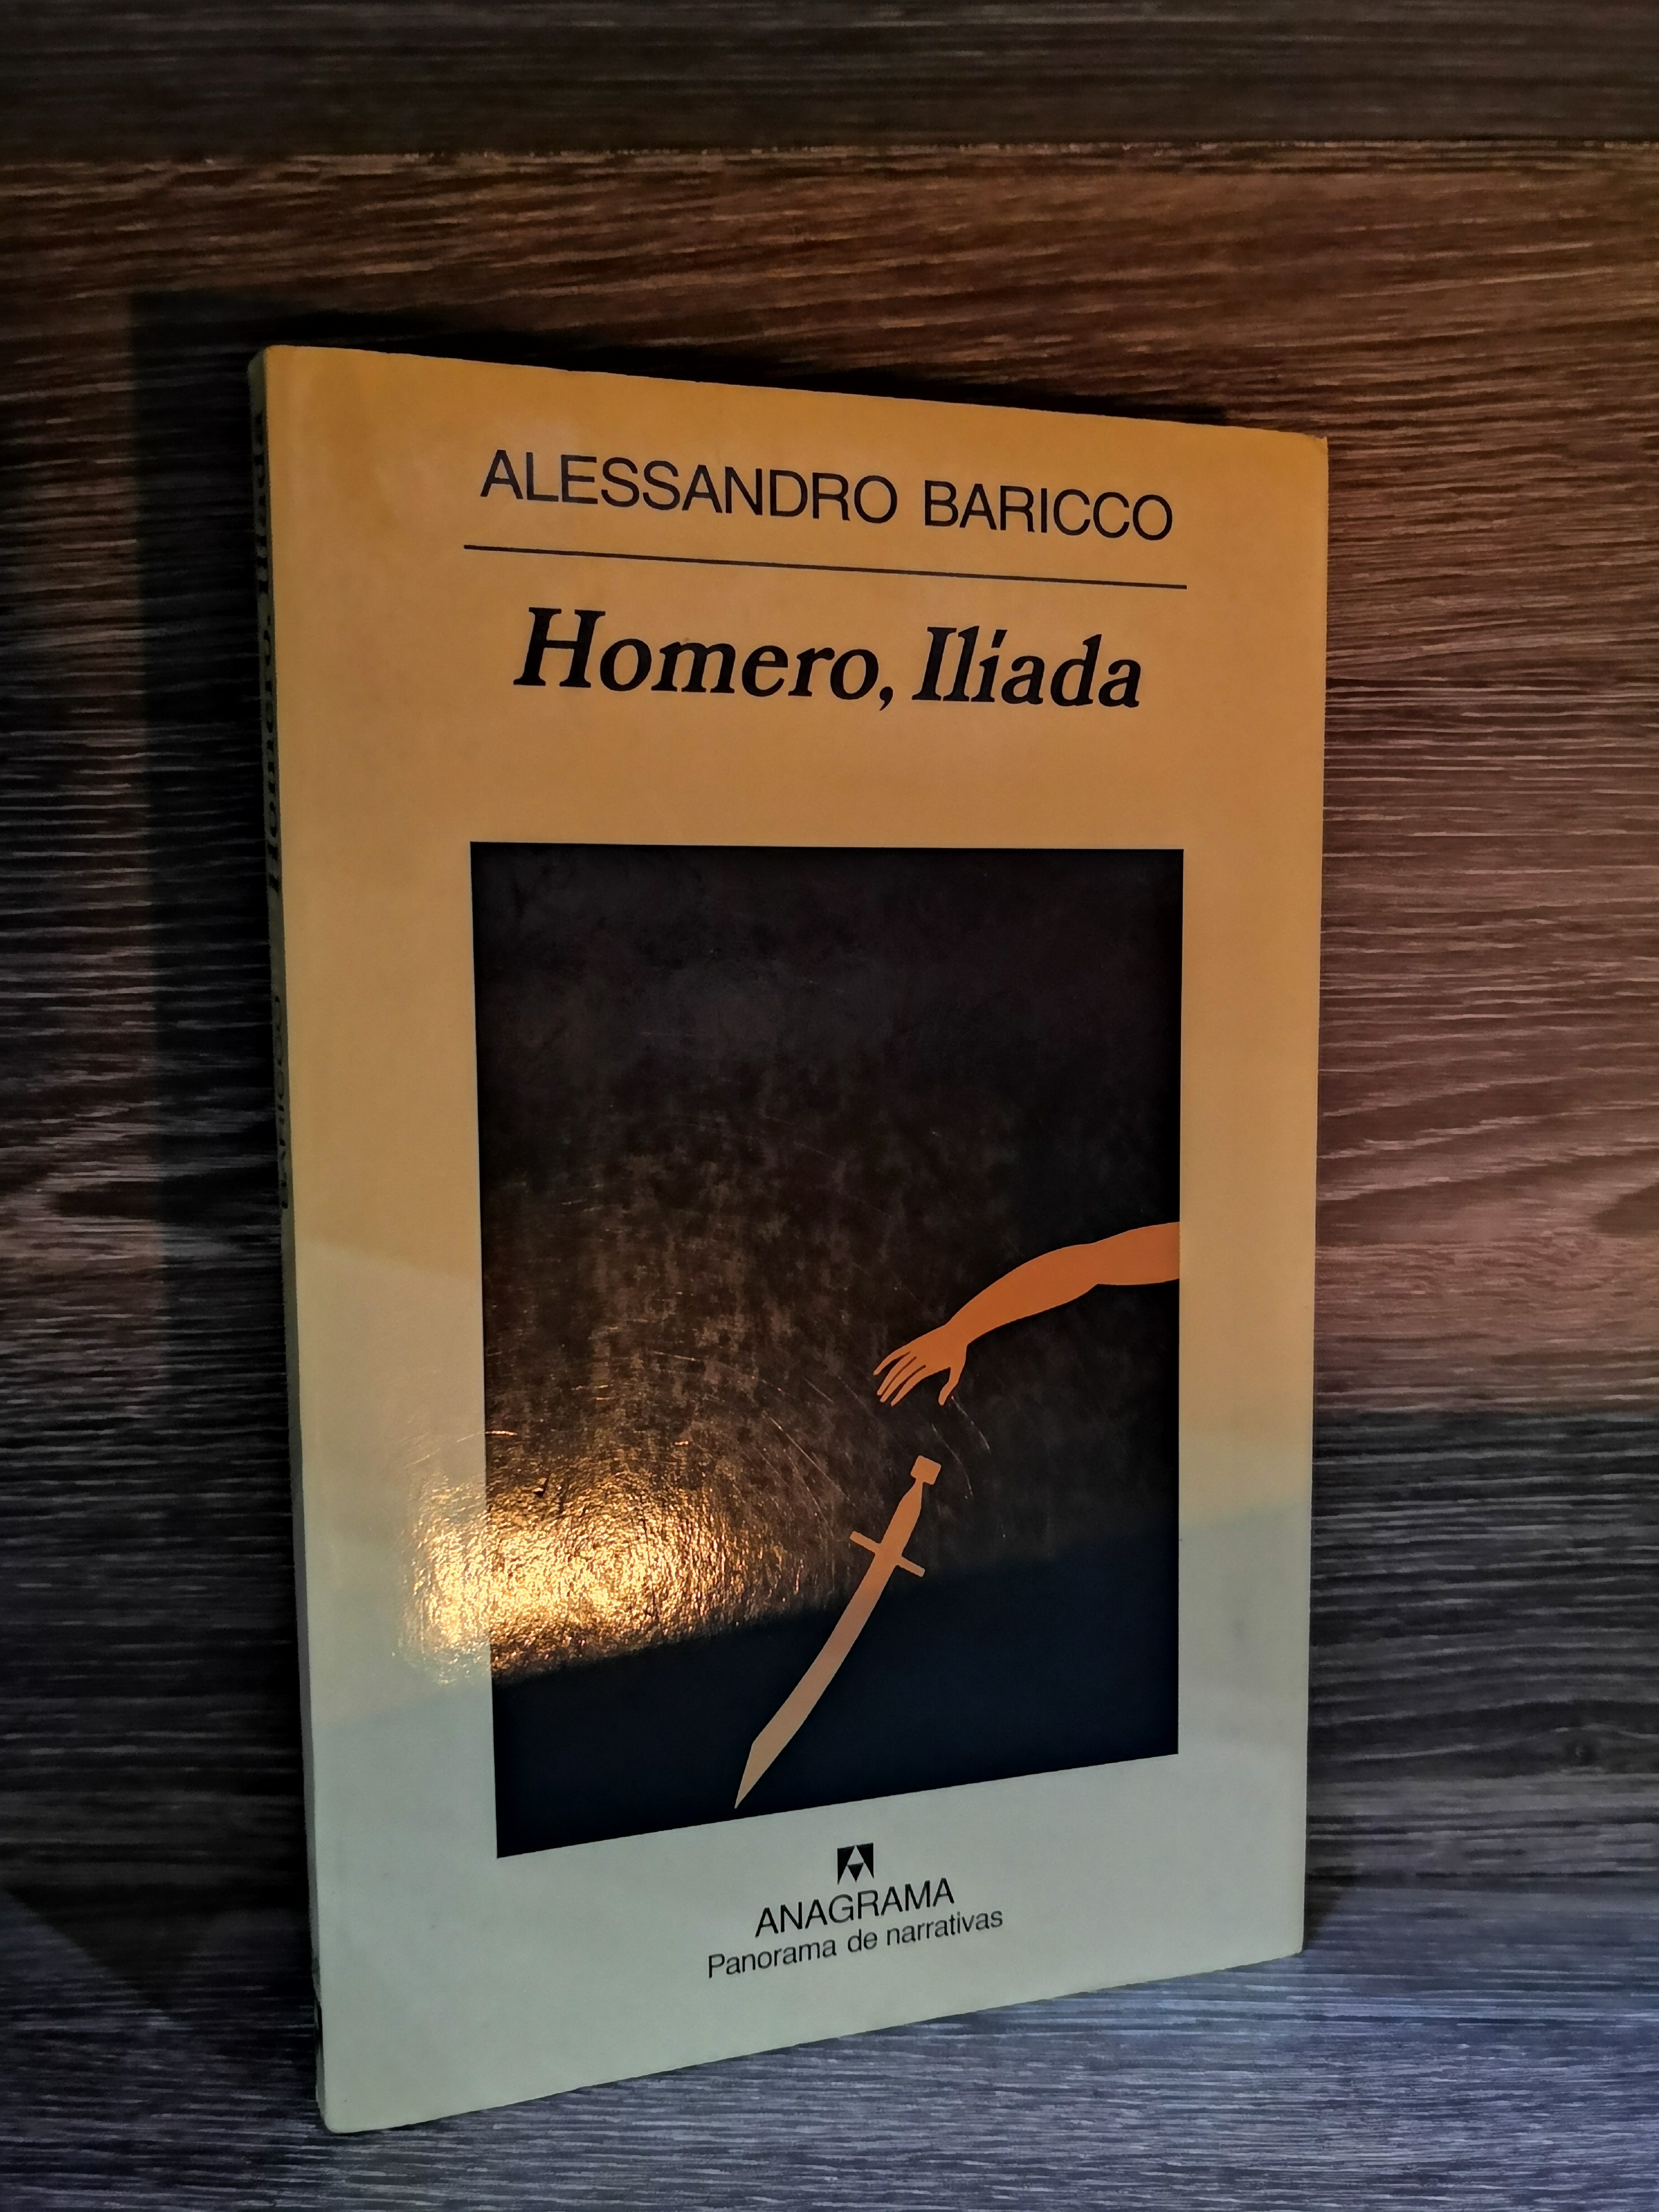 ALESSANDRO BARICCO
Homero, Ilíada
ANAGRAMA
Panorama de narrativas